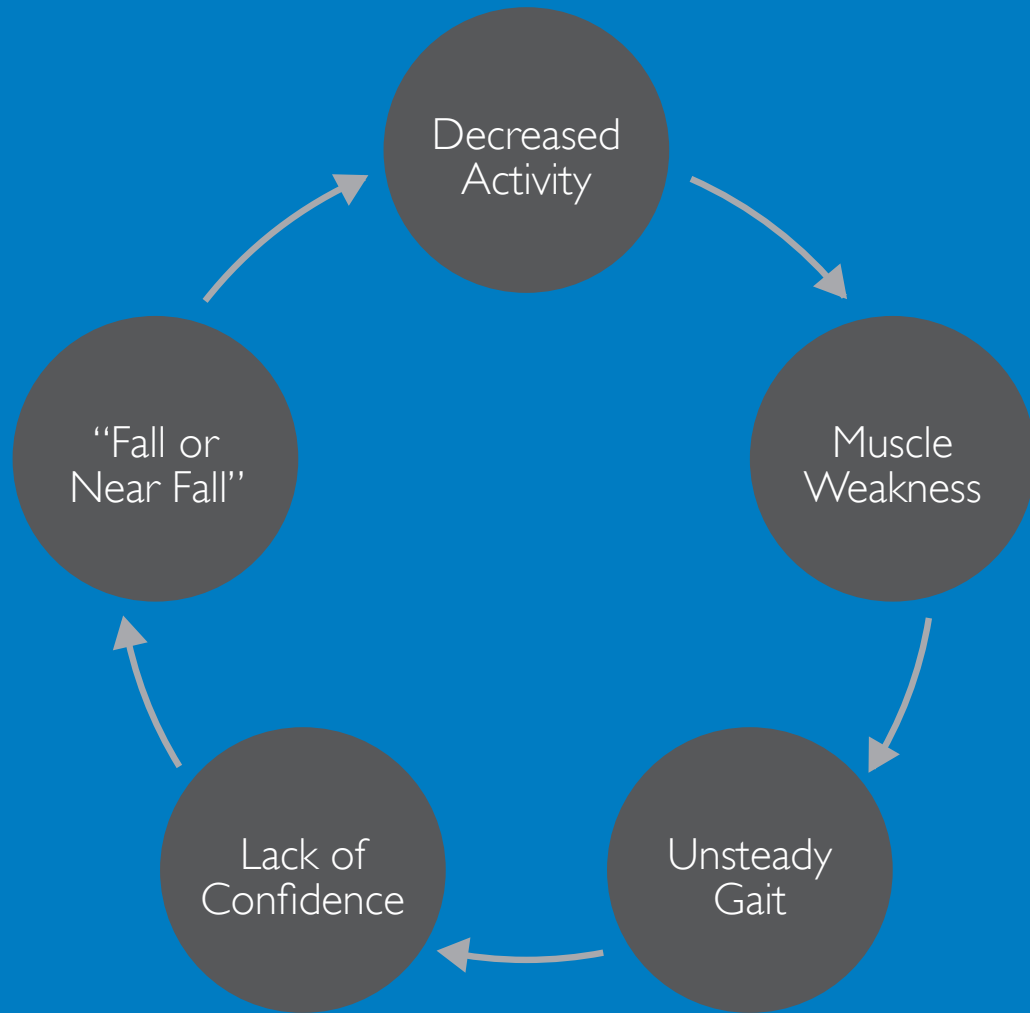 Decreased
Activity
Muscle
Weakness
Unsteady
Gait
Lack of
Confidence
“Fall or
Near Fall”